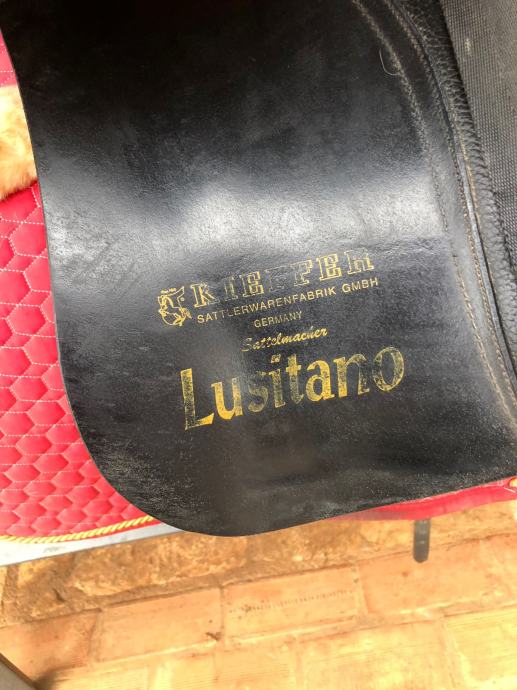 KIEFFER
SATTLERWARENFABRIK GMBH
GERMANY
Sattelmacher
Lusitano